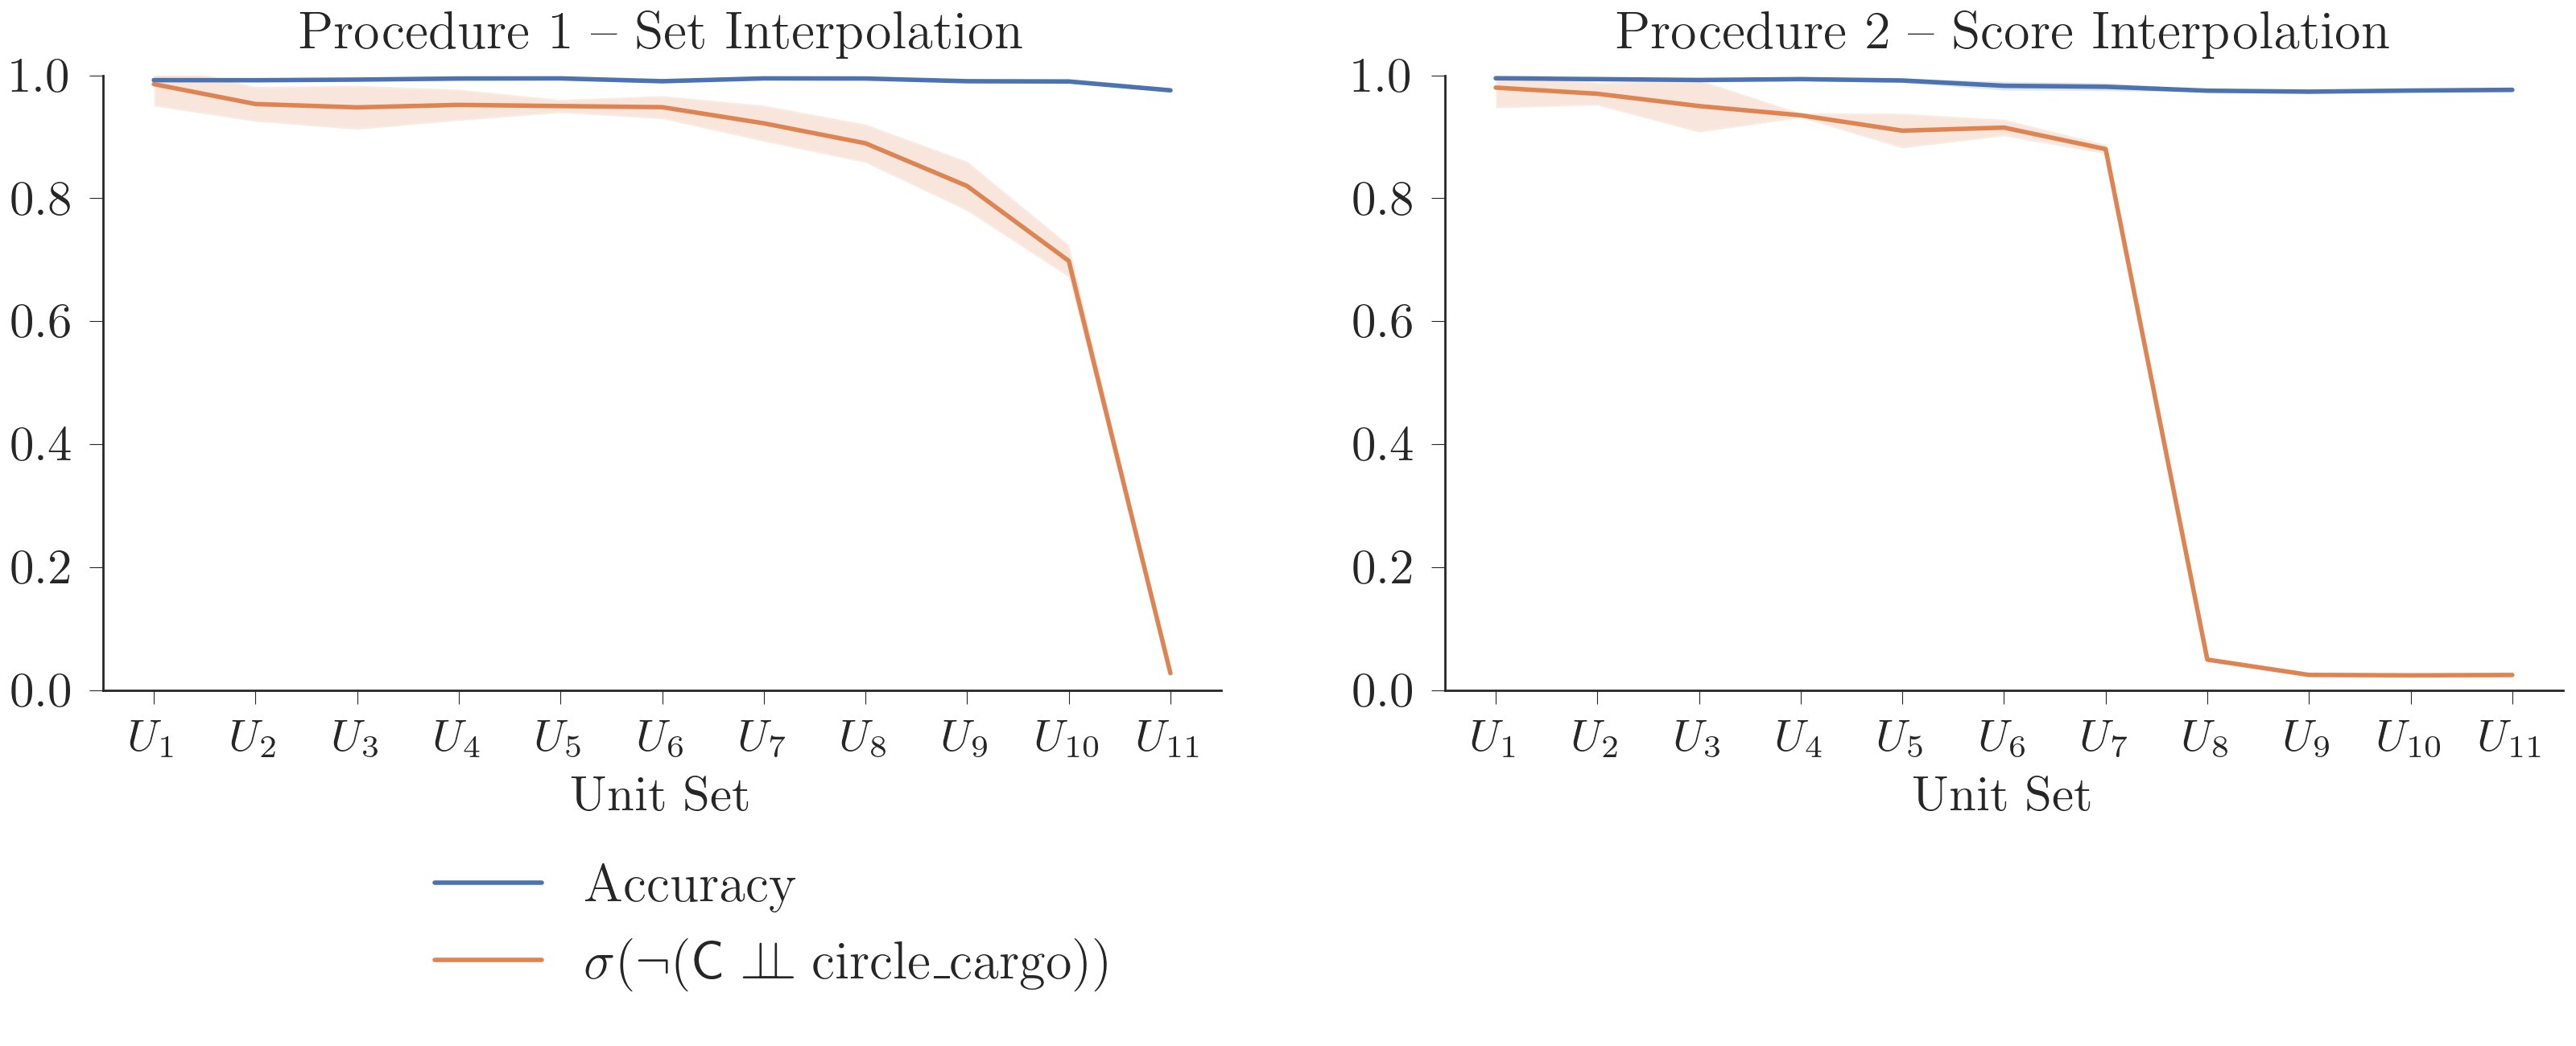 Procedure 1 – Set Interpolation
1.0
0.8
0.6
0.4
0.2
0.0
U₁ U₂ U₃ U₄ U₅ U₆ U₇ U₈ U₉ U₁₀ U₁₁
Unit Set
Procedure 2 – Score Interpolation
1.0
0.8
0.6
0.4
0.2
0.0
U₁ U₂ U₃ U₄ U₅ U₆ U₇ U₈ U₉ U₁₀ U₁₁
Unit Set
Accuracy
σ(¬(C ⫫ circle_cargo))